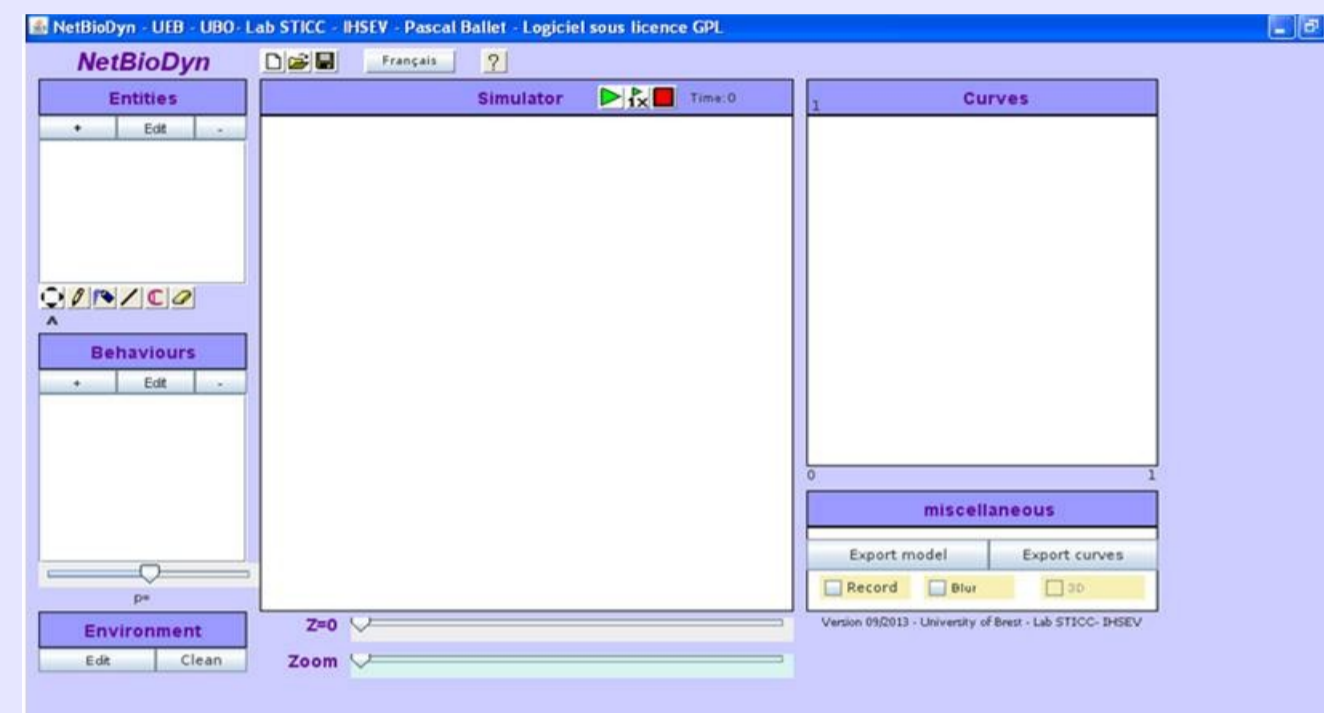 NetBioDyn - UEB - UBO- Lab STICC - IHSEV - Pascal Ballet - Logiciel sous licence GPL
NetBioDyn
Français
?
Entities
+ Edit -
Simulator
1x
Time:0
1
Curves
^
Behaviours
+ Edit -
p=
Environment
Edit Clean
Z=0
Zoom
0 1
miscellaneous
Export model Export curves
Record Blur 3D
Version 09/2013 - University of Brest - Lab STICC- IHSEV